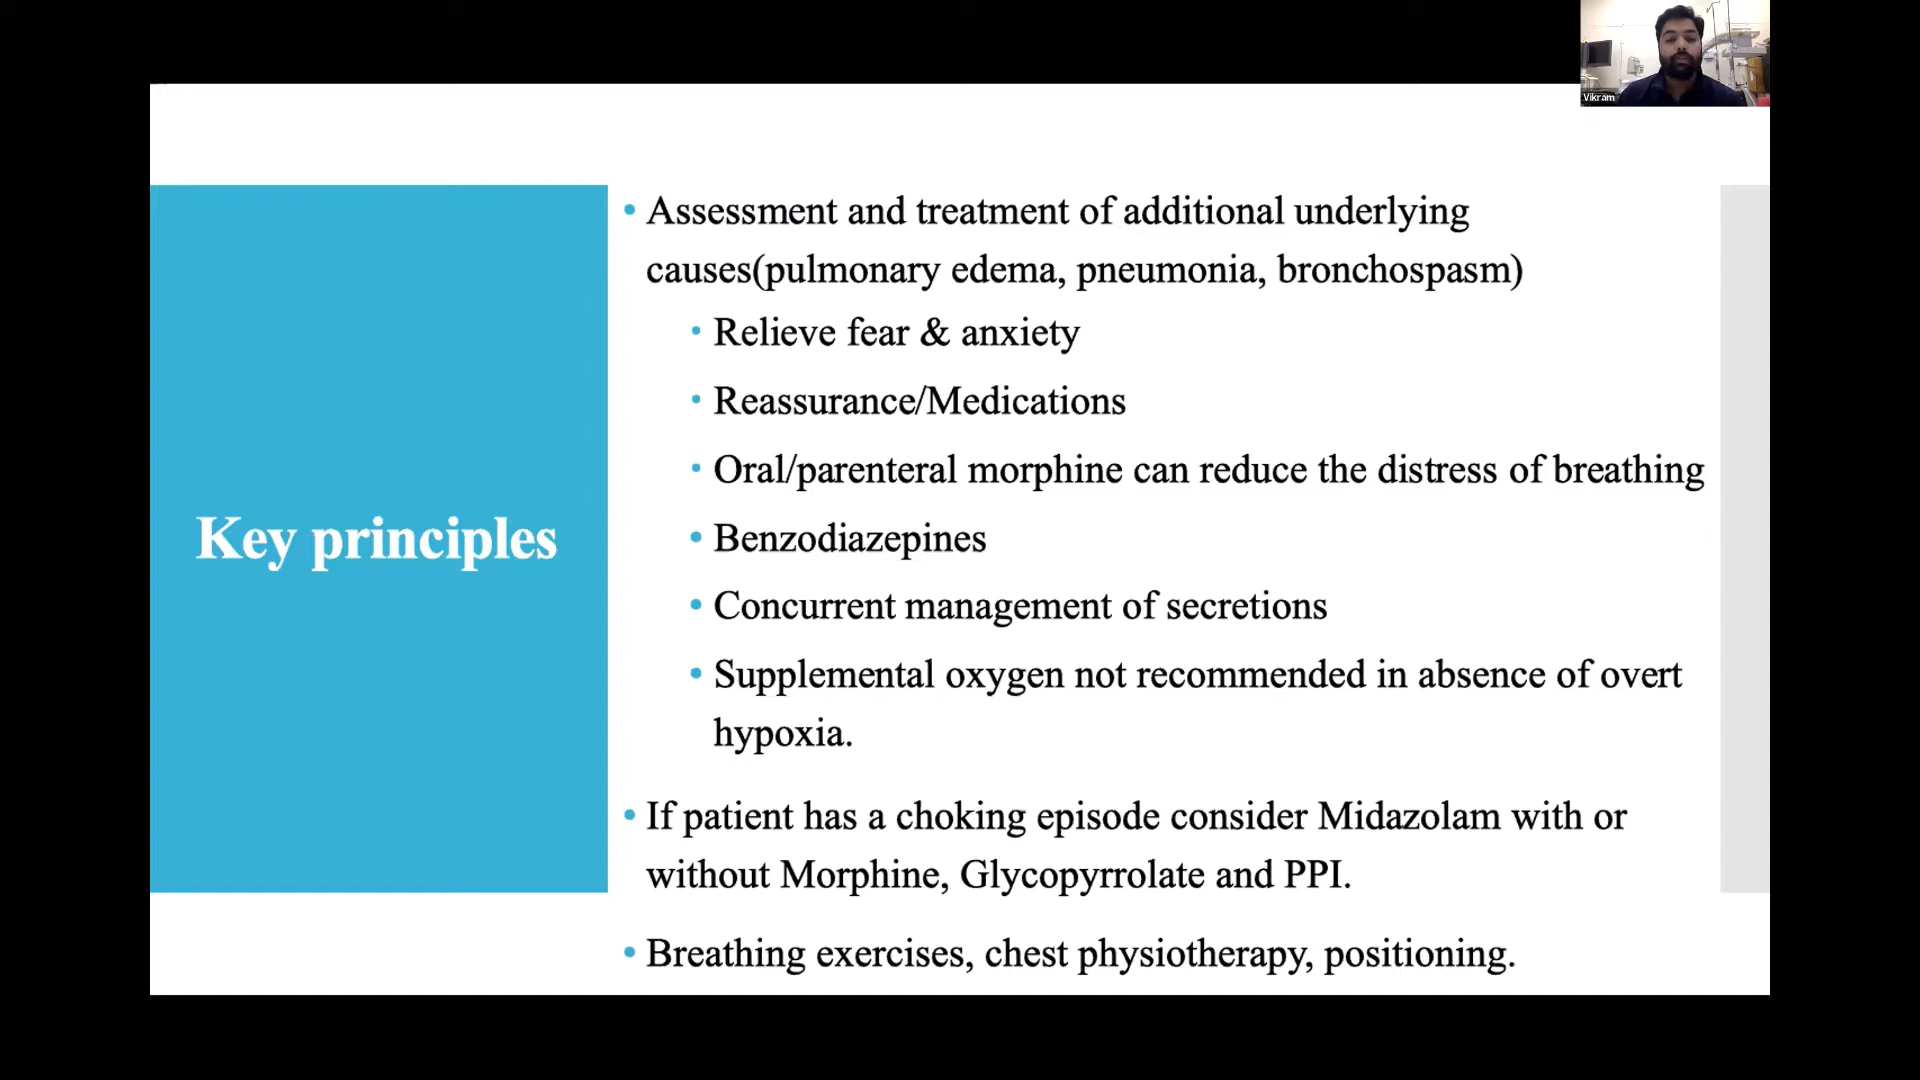 Vikram
Key principles
• Assessment and treatment of additional underlying
causes(pulmonary edema, pneumonia, bronchospasm)
• Relieve fear & anxiety
• Reassurance/Medications
• Oral/parenteral morphine can reduce the distress of breathing
• Benzodiazepines
• Concurrent management of secretions
• Supplemental oxygen not recommended in absence of overt
hypoxia.
• If patient has a choking episode consider Midazolam with or
without Morphine, Glycopyrrolate and PPI.
• Breathing exercises, chest physiotherapy, positioning.